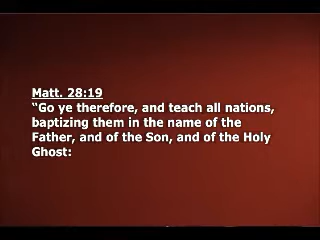 Matt. 28:19
“Go ye therefore, and teach all nations,
baptizing them in the name of the
Father, and of the Son, and of the Holy
Ghost: